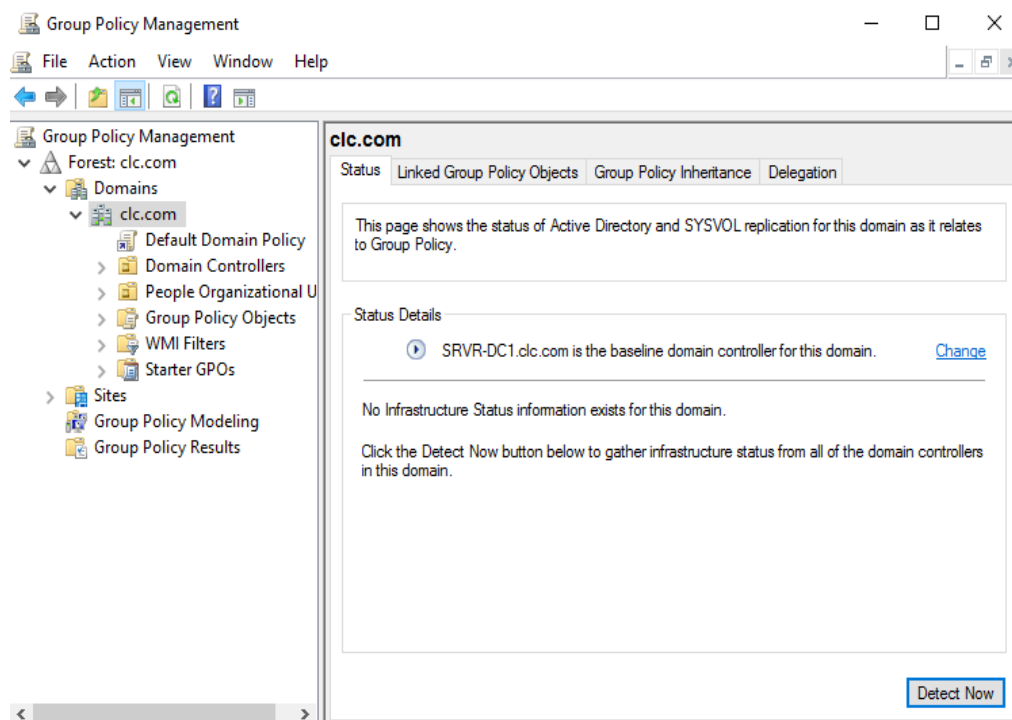 Group Policy Management
File Action View Window Help
Group Policy Management
Forest: clc.com
Domains
clc.com
Default Domain Policy
Domain Controllers
People Organizational U
Group Policy Objects
WMI Filters
Starter GPOs
Sites
Group Policy Modeling
Group Policy Results
clc.com
Status Linked Group Policy Objects Group Policy Inheritance Delegation
This page shows the status of Active Directory and SYSVOL replication for this domain as it relates
to Group Policy.
Status Details
SRVR-DC1.clc.com is the baseline domain controller for this domain. Change
No Infrastructure Status information exists for this domain.
Click the Detect Now button below to gather infrastructure status from all of the domain controllers
in this domain.
Detect Now